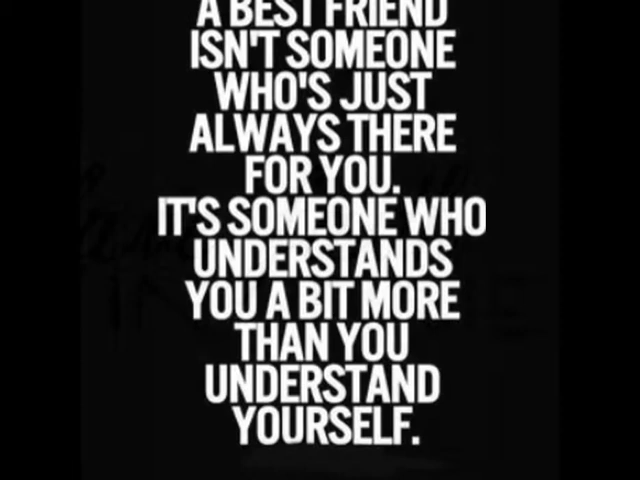 A BEST FRIEND
ISN'T SOMEONE
WHO'S JUST
ALWAYS THERE
FOR YOU.
IT'S SOMEONE WHO
UNDERSTANDS
YOU A BIT MORE
THAN YOU
UNDERSTAND
YOURSELF.